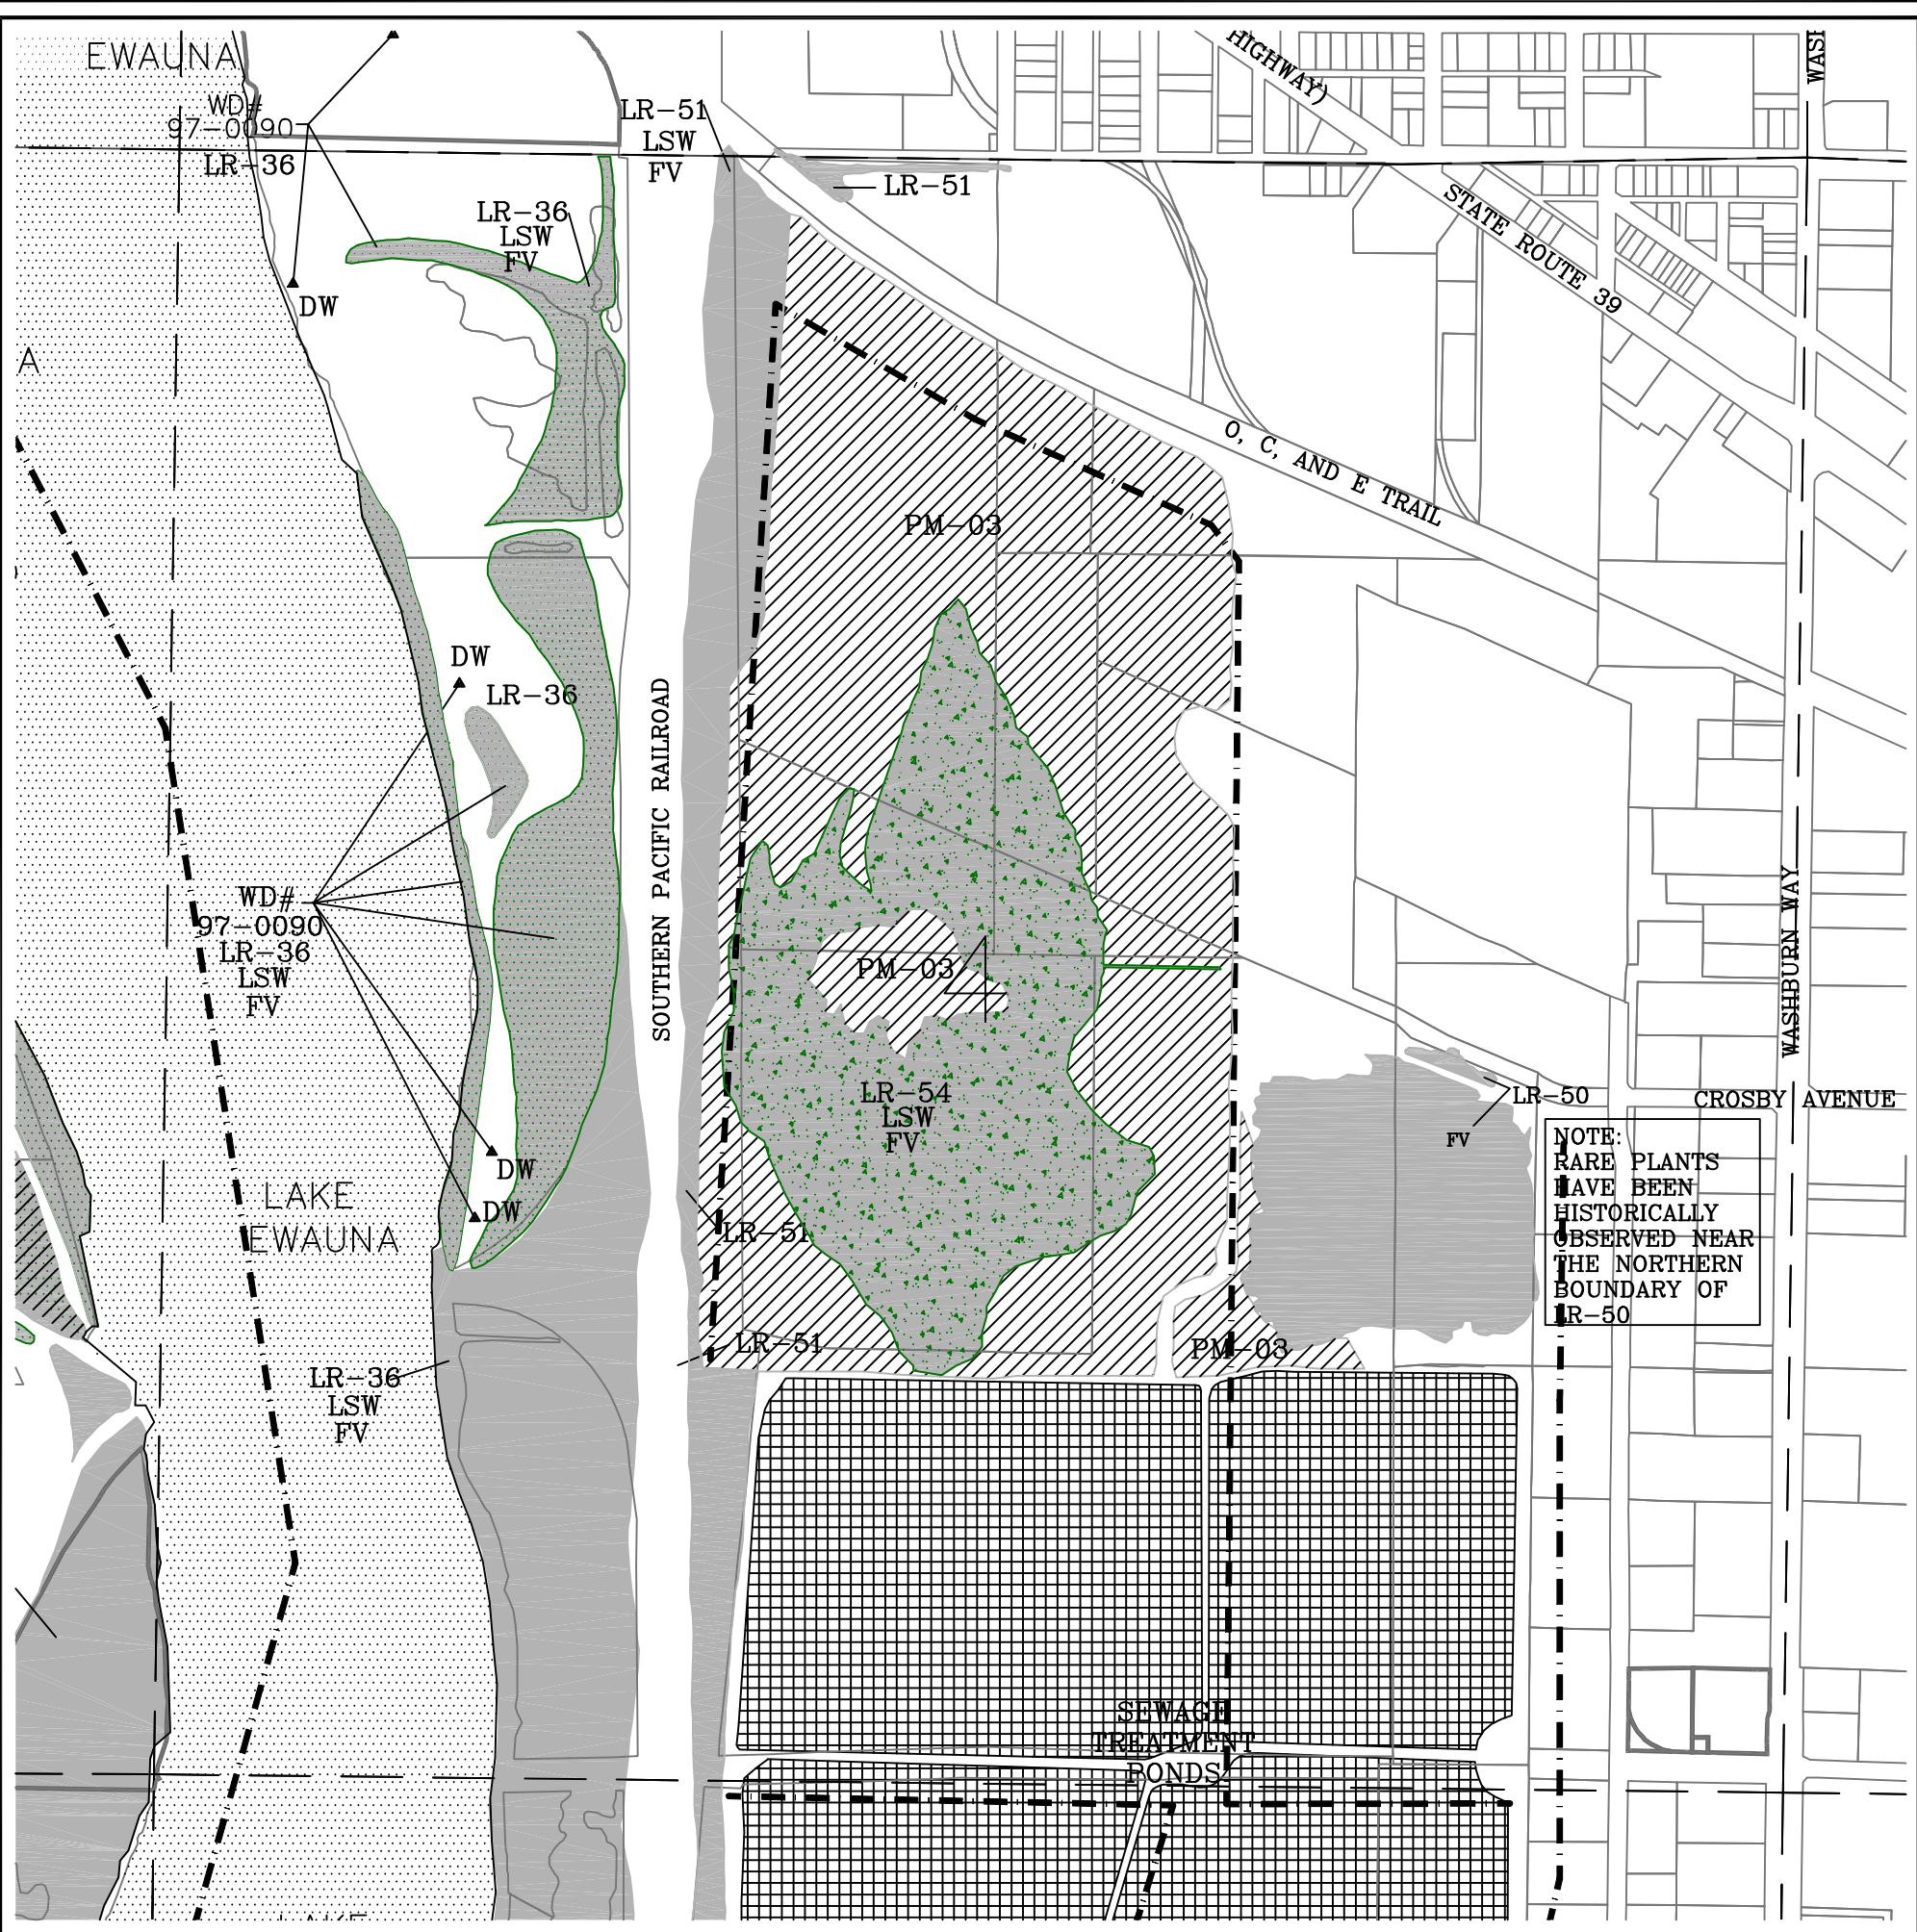 EWAUNA
WD#
97-0090
LR-36
LR-51
LSW
FV
LR-51
HIGHWAY)
STATE ROUTE 39
LR-36
LSW
FV
DW
A
O, C, AND E TRAIL
PM-03
DW
LR-36
SOUTHERN PACIFIC RAILROAD
WD#
97-0090
LR-36
LSW
FV
PM-03
4
WASHBURN WAY
LR-54
LSW
FV
LR-50
FV
CROSBY AVENUE
NOTE:
RARE PLANTS
HAVE BEEN
HISTORICALLY
OBSERVED NEAR
THE NORTHERN
BOUNDARY OF
LR-50
DW
DW
LAKE
EWAUNA
LR-51
LR-51
PM-03
LR-36
LSW
FV
SEWAGE
TREATMENT
PONDS